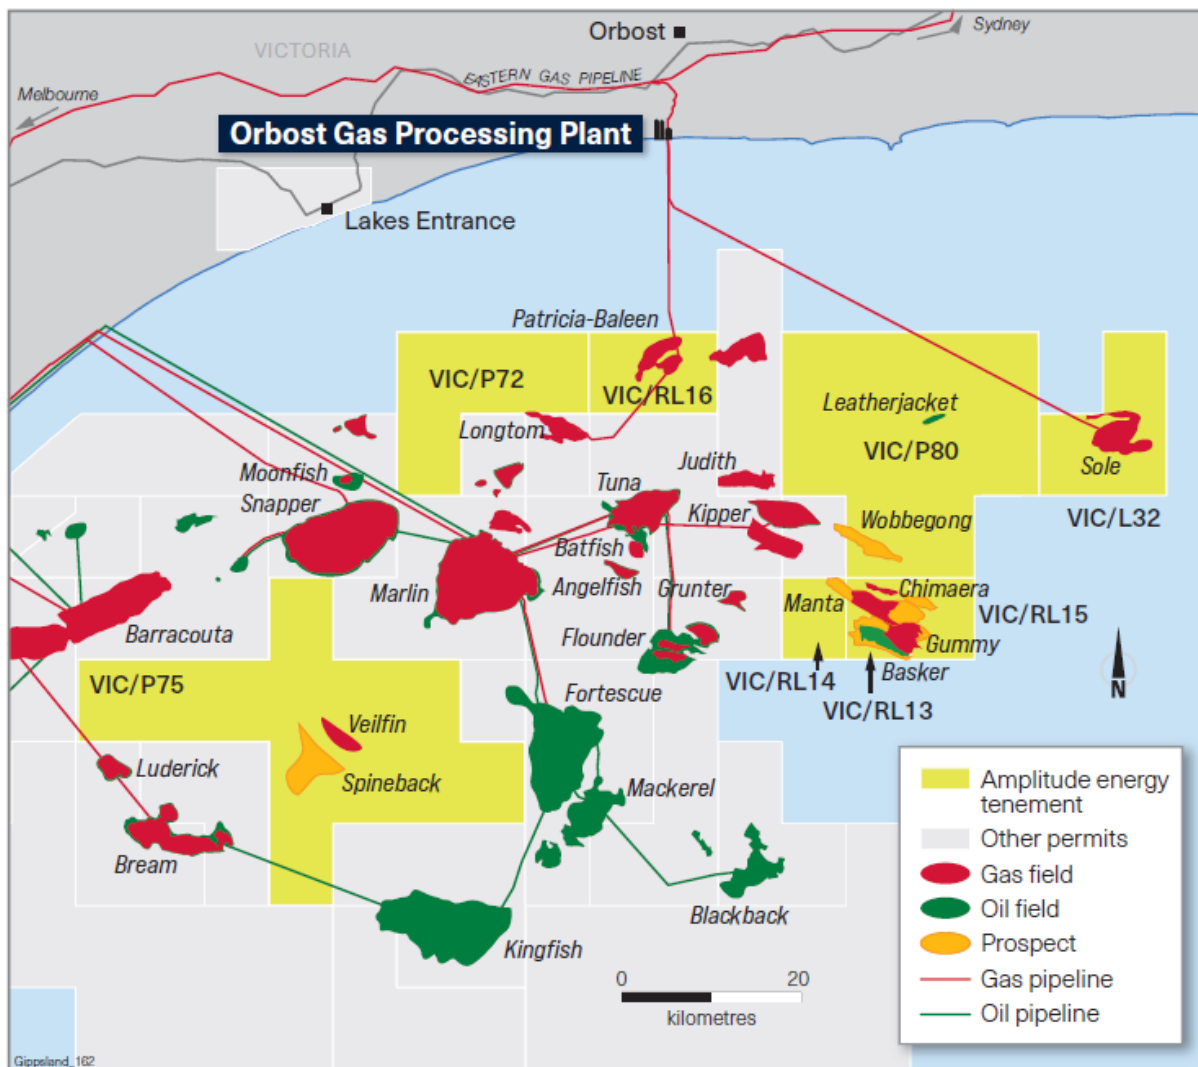 Orbost
Sydney
VICTORIA
EASTERN GAS PIPELINE
Melbourne
Orbost Gas Processing Plant
Lakes Entrance
Patricia-Baleen
VIC/P72
VIC/RL16
Leatherjacket
Longtom
VIC/P80
Sole
Moonfish
Judith
Snapper
Tuna
Kipper
VIC/L32
Wobbegong
Batfish
Marlin
Angelfish
Grunter
Manta
Chimaera
VIC/RL15
Barracouta
Flounder
Gummy
Basker
VIC/P75
VIC/RL14
VIC/RL13
Fortescue
Veilfin
Luderick
Spineback
Mackerel
Bream
Blackback
Kingfish
N
0 20
kilometres
Amplitude energy
tenement
Other permits
Gas field
Oil field
Prospect
Gas pipeline
Oil pipeline
Gippsland_162